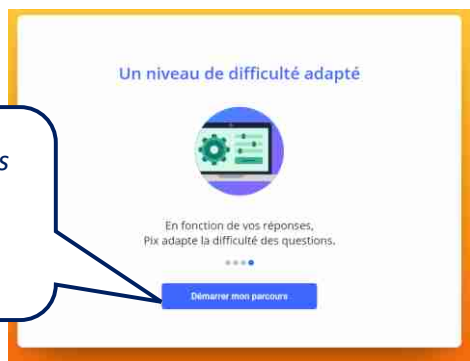 Un niveau de difficulté adapté
En fonction de vos réponses,
Pix adapte la difficulté des questions.
Démarrer mon parcours